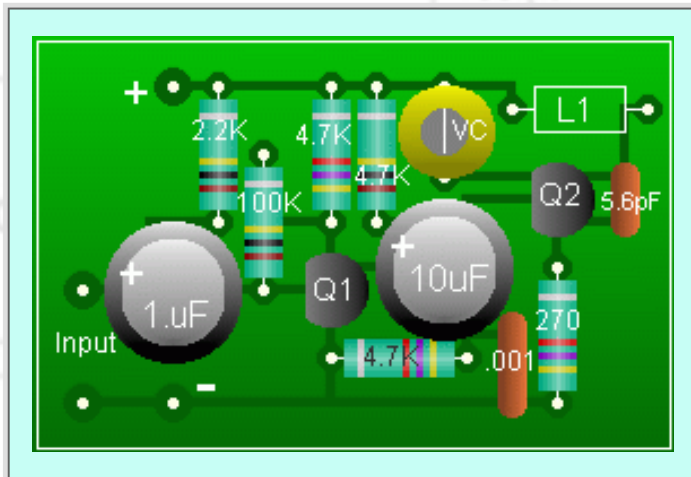 +
2.2K
4.7K
4.7K
VC
L1
100K
Q2
5.6pF
+
1.uF
Q1
+
10uF
Input
4.7K
.001
270
-